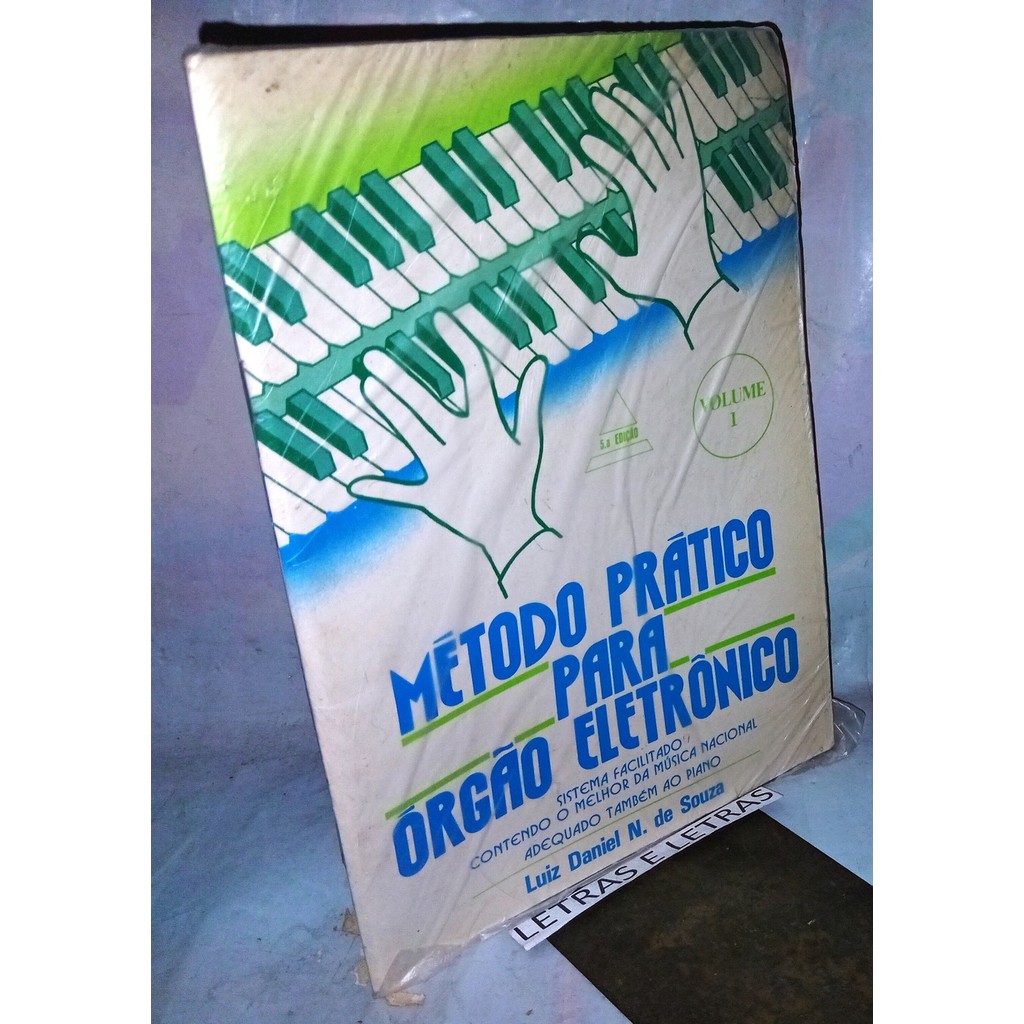 VOLUME
1
5.a EDIÇÃO
MÉTODO PRÁTICO
PARA
ÓRGÃO ELETRÔNICO
SISTEMA FACILITADO
CONTENDO O MELHOR DA MÚSICA NACIONAL
ADEQUADO TAMBÉM AO PIANO
Luiz Daniel N. de Souza
LETRAS E LETRAS